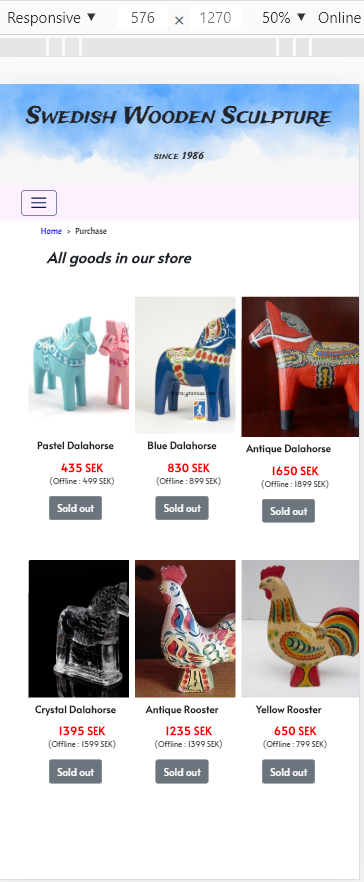 Responsive ▼ 576 × 1270 50% ▼ Online
Swedish Wooden Sculpture
since 1986
Home › Purchase
All goods in our store
Pastel Dalahorse Blue Dalahorse Antique Dalahorse
435 SEK 830 SEK 1650 SEK
(Offline : 499 SEK) (Offline : 899 SEK) (Offline : 1899 SEK)
Sold out Sold out Sold out
Crystal Dalahorse Antique Rooster Yellow Rooster
1395 SEK 1235 SEK 650 SEK
(Offline : 1599 SEK) (Offline : 1399 SEK) (Offline : 799 SEK)
Sold out Sold out Sold out